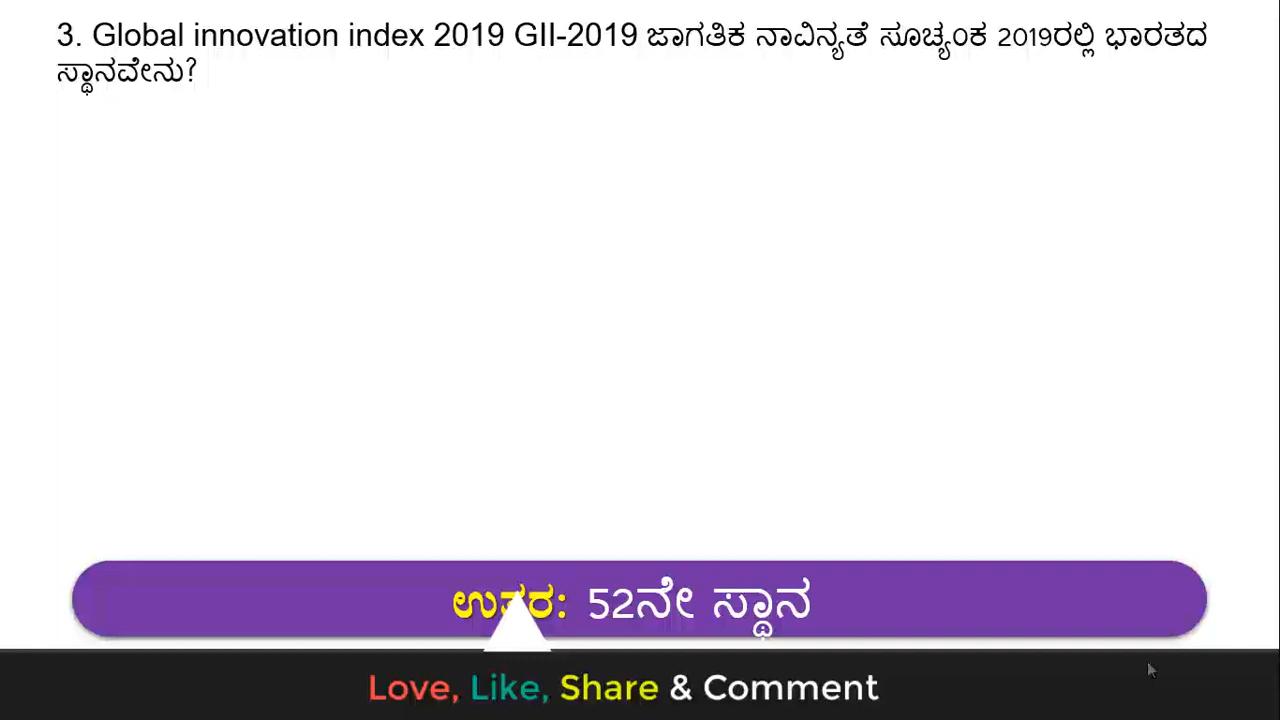 3. Global innovation index 2019 GII-2019 ಜಾಗತಿಕ ನಾವಿನ್ಯತೆ ಸೂಚ್ಯಂಕ 2019ರಲ್ಲಿ ಭಾರತದ
ಸ್ಥಾನವೇನು?
ಉತ್ತರ: 52ನೇ ಸ್ಥಾನ
Love, Like, Share & Comment